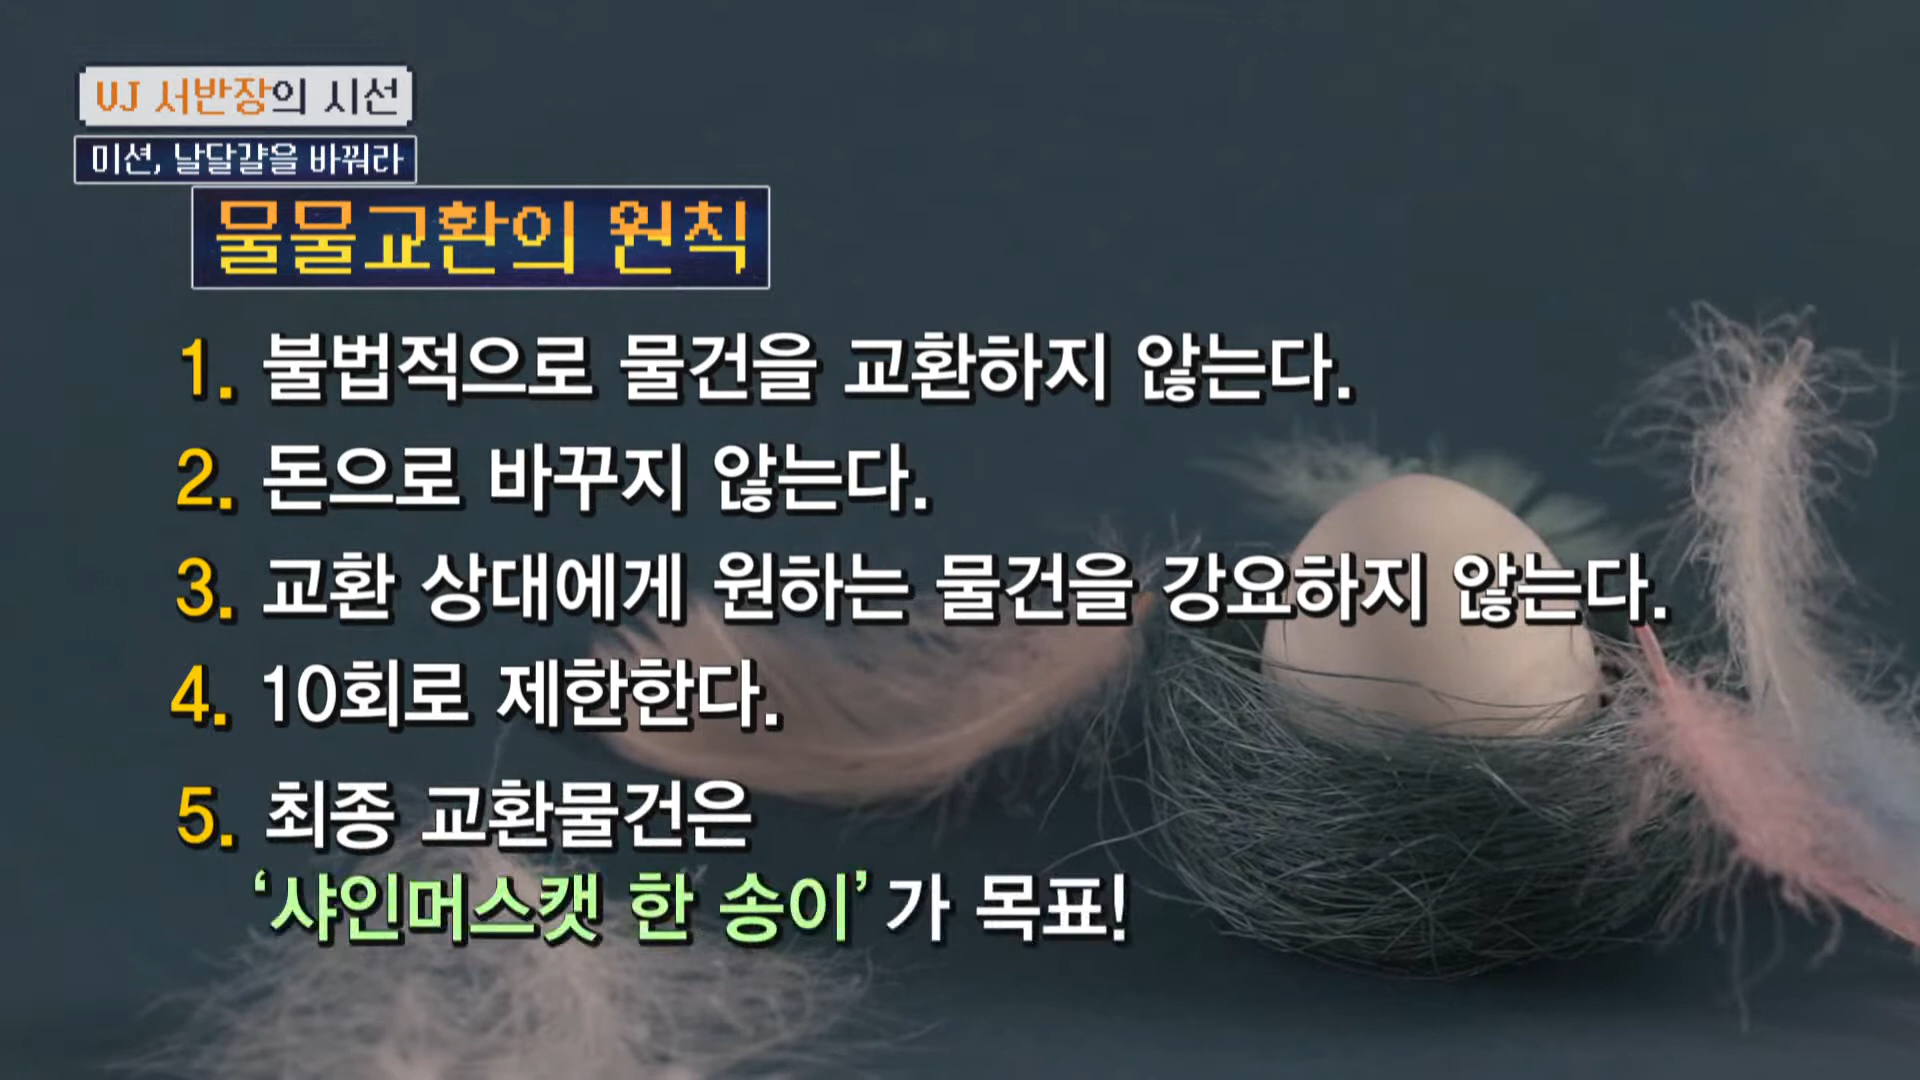 VJ 서반장의 시선
미션, 날달걀을 바꿔라
물물교환의 원칙
1. 불법적으로 물건을 교환하지 않는다.
2. 돈으로 바꾸지 않는다.
3. 교환 상대에게 원하는 물건을 강요하지 않는다.
4. 10회로 제한한다.
5. 최종 교환물건은
‘샤인머스캣 한 송이’가 목표!